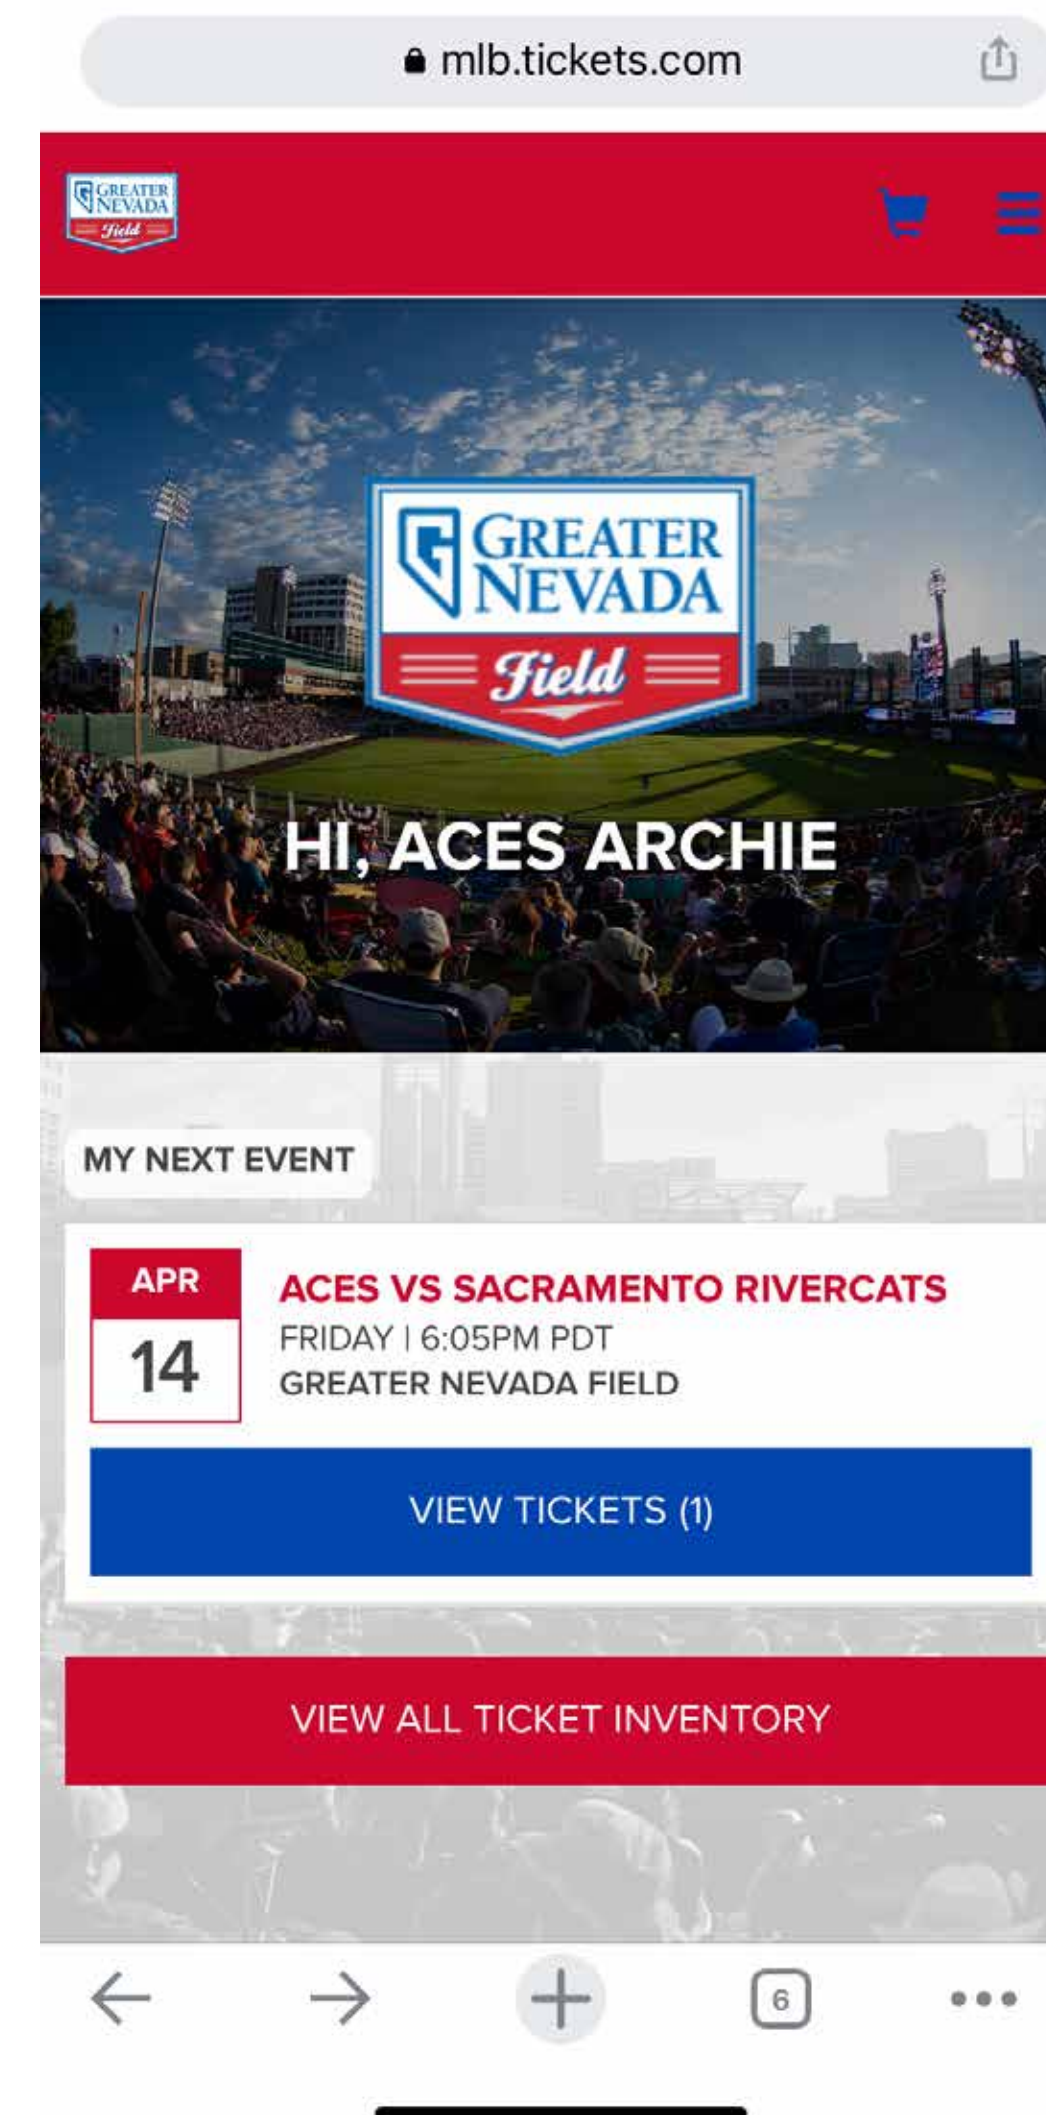 mlb.tickets.com
GREATER
NEVADA
Field
GREATER
NEVADA
Field
HI, ACES ARCHIE
MY NEXT EVENT
APR
14
ACES VS SACRAMENTO RIVERCATS
FRIDAY | 6:05PM PDT
GREATER NEVADA FIELD
VIEW TICKETS (1)
VIEW ALL TICKET INVENTORY
6